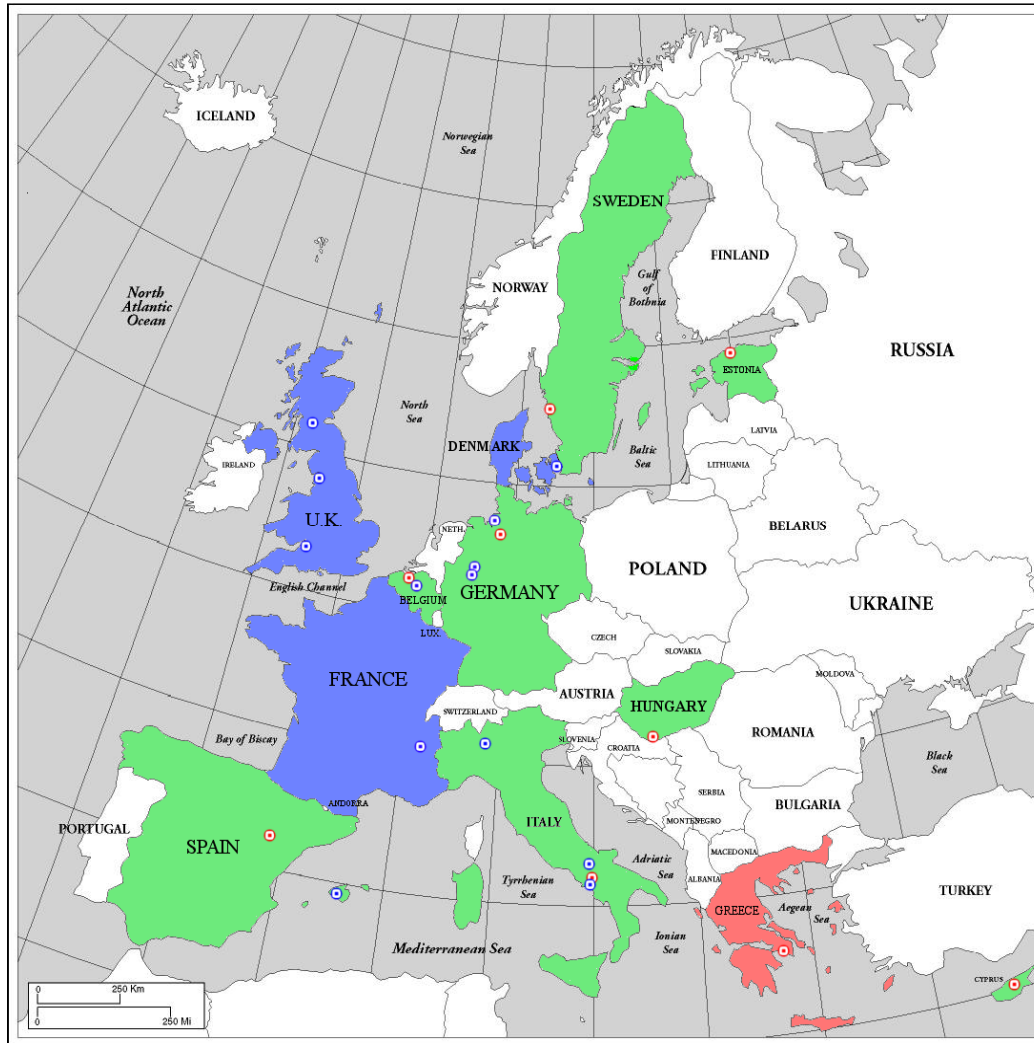 ICELAND
Norwegian
Sea
SWEDEN
FINLAND
NORWAY
Gulf
of
Bothnia
North
Atlantic
Ocean
RUSSIA
ESTONIA
North
Sea
LATVIA
DENMARK
Baltic
Sea
IRELAND
LITHUANIA
U.K.
NETH.
BELARUS
POLAND
English Channel
BELGIUM
GERMANY
UKRAINE
LUX.
CZECH
SLOVAKIA
FRANCE
MOLDOVA
AUSTRIA
SWITZERLAND
HUNGARY
Bay of Biscay
SLOVENIA
CROATIA
ROMANIA
Black
Sea
SERBIA
ANDORRA
BULGARIA
PORTUGAL
ITALY
MONTENEGRO
SPAIN
MACEDONIA
Adriatic
Sea
ALBANIA
Tyrrhenian
Sea
TURKEY
GREECE
Aegean
Sea
Ionian
Sea
Mediterranean Sea
CYPRUS
0 250 Km
0 250 Mi